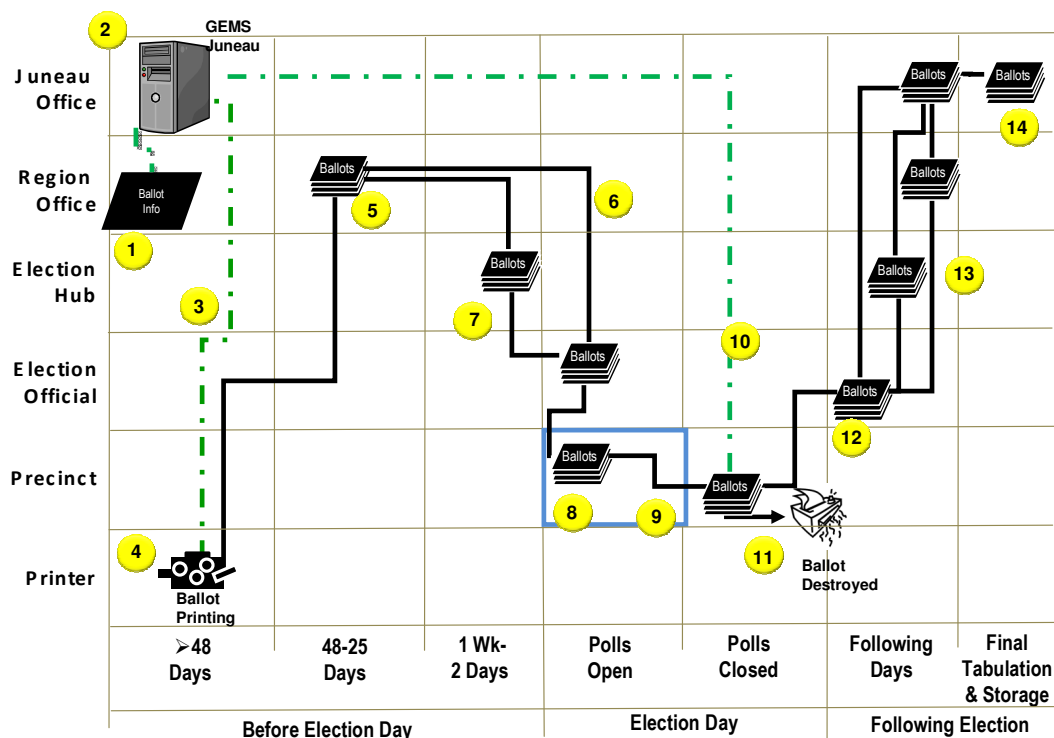 2
GEMS
Juneau
Juneau
Office
Ballots
Ballots
14
Region
Office
Ballot
Info
1
Ballots
5
6
Ballots
Election
Hub
3
Ballots
7
Ballots
13
Election
Official
Ballots
10
Ballots
12
Precinct
Ballots
8
9
Ballots
11
Ballot
Destroyed
4
Printer
Ballot
Printing
➢48
Days
48-25
Days
1 Wk-
2 Days
Polls
Open
Polls
Closed
Following
Days
Final
Tabulation
& Storage
Before Election Day
Election Day
Following Election